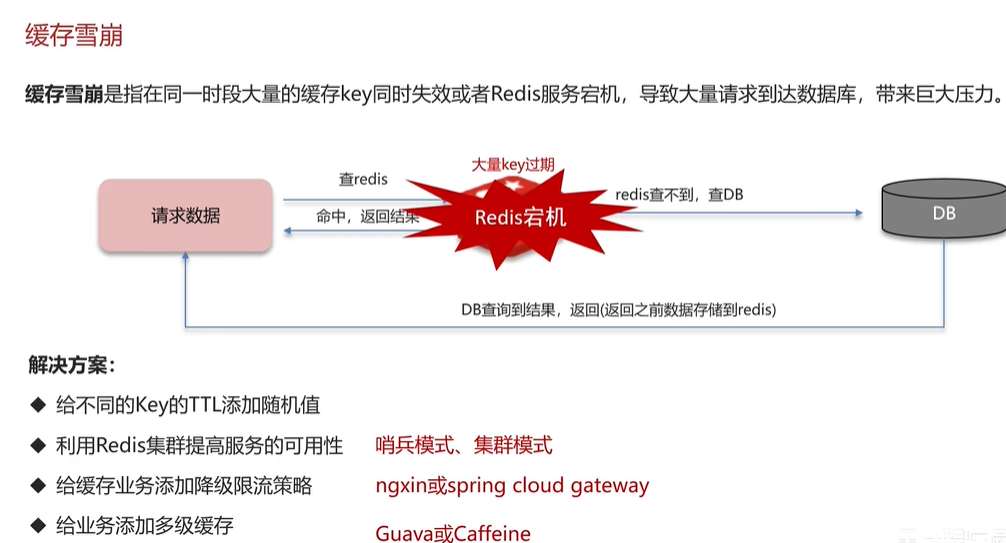 缓存雪崩
缓存雪崩是指在同一时段大量的缓存key同时失效或者Redis服务宕机，导致大量请求到达数据库，带来巨大压力。
大量key过期
查redis
redis查不到，查DB
请求数据
命中，返回结果
Redis宕机
DB
DB查询到结果，返回(返回之前数据存储到redis)
解决方案：
◆ 给不同的Key的TTL添加随机值
◆ 利用Redis集群提高服务的可用性 哨兵模式、集群模式
◆ 给缓存业务添加降级限流策略 ngxin或spring cloud gateway
◆ 给业务添加多级缓存 Guava或Caffeine